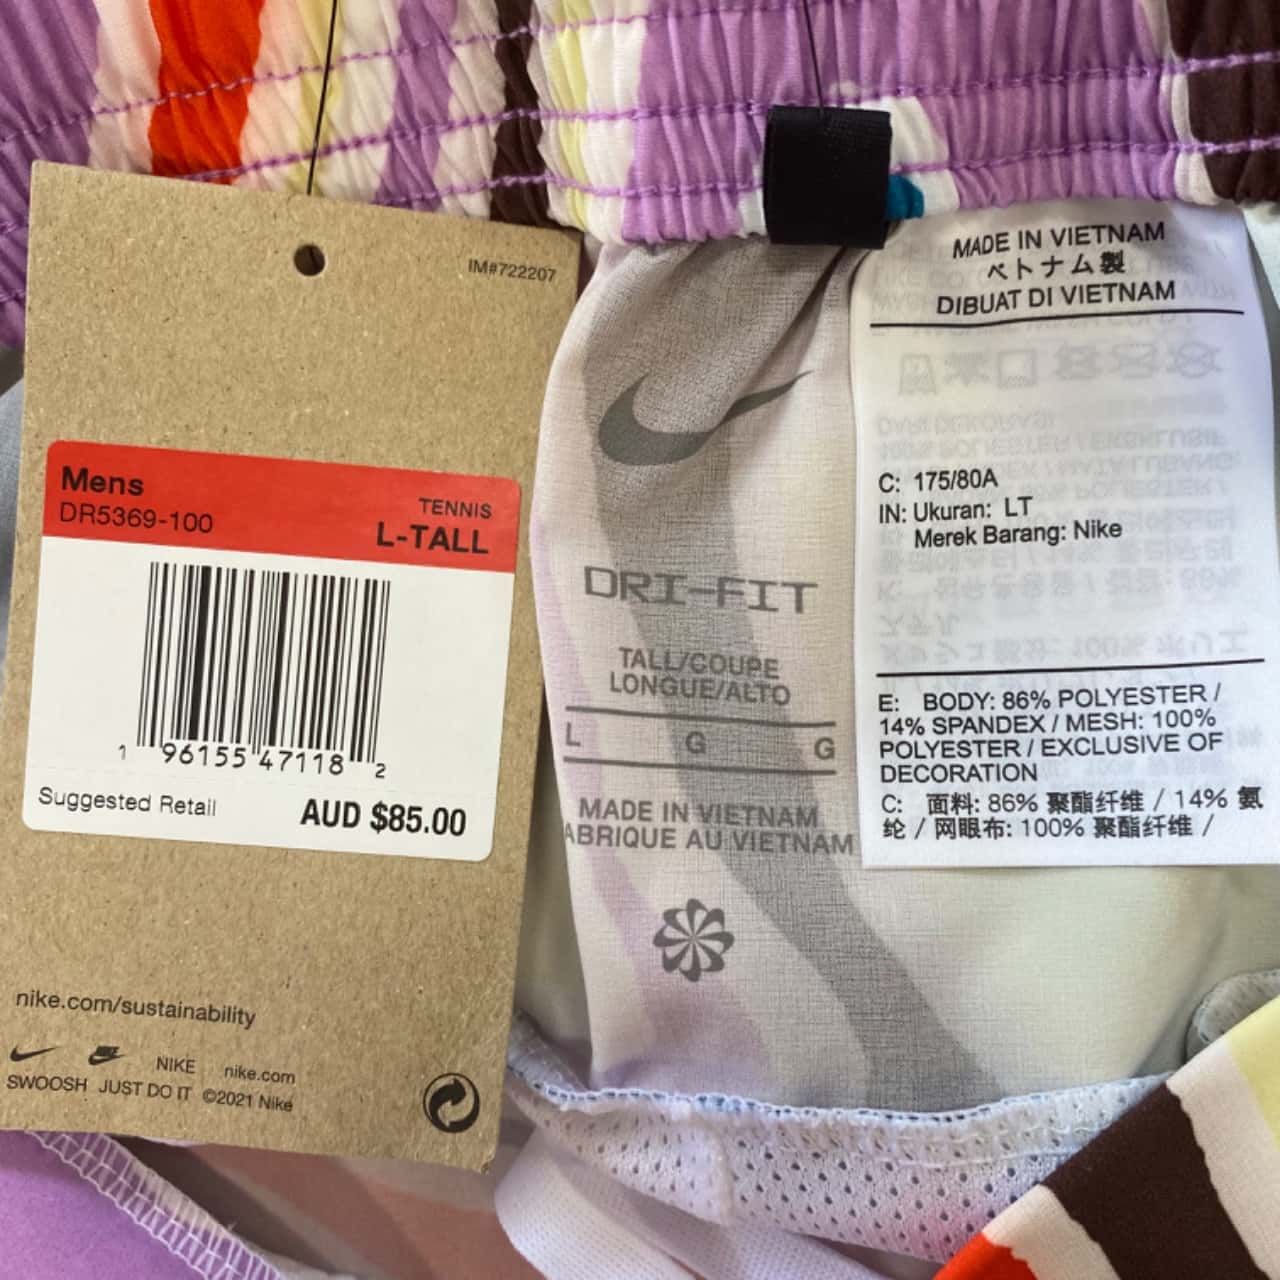 IM#722207
Mens
TENNIS
DR5369-100
L-TALL
1 96155 47118 2
Suggested Retail
AUD $85.00
nike.com/sustainability
NIKE nike.com
SWOOSH JUST DO IT ©2021 Nike
DRI-FIT
TALL/COUPE
LONGUE/ALTO
L G G
MADE IN VIETNAM
ABRIQUE AU VIETNAM
MADE IN VIETNAM
ベトナム製
DIBUAT DI VIETNAM
C: 175/80A
IN: Ukuran: LT
Merek Barang: Nike
E: BODY: 86% POLYESTER /
14% SPANDEX / MESH: 100%
POLYESTER / EXCLUSIVE OF
DECORATION
C: 面料: 86% 聚酯纤维 / 14% 氨
纶 / 网眼布: 100% 聚酯纤维 /